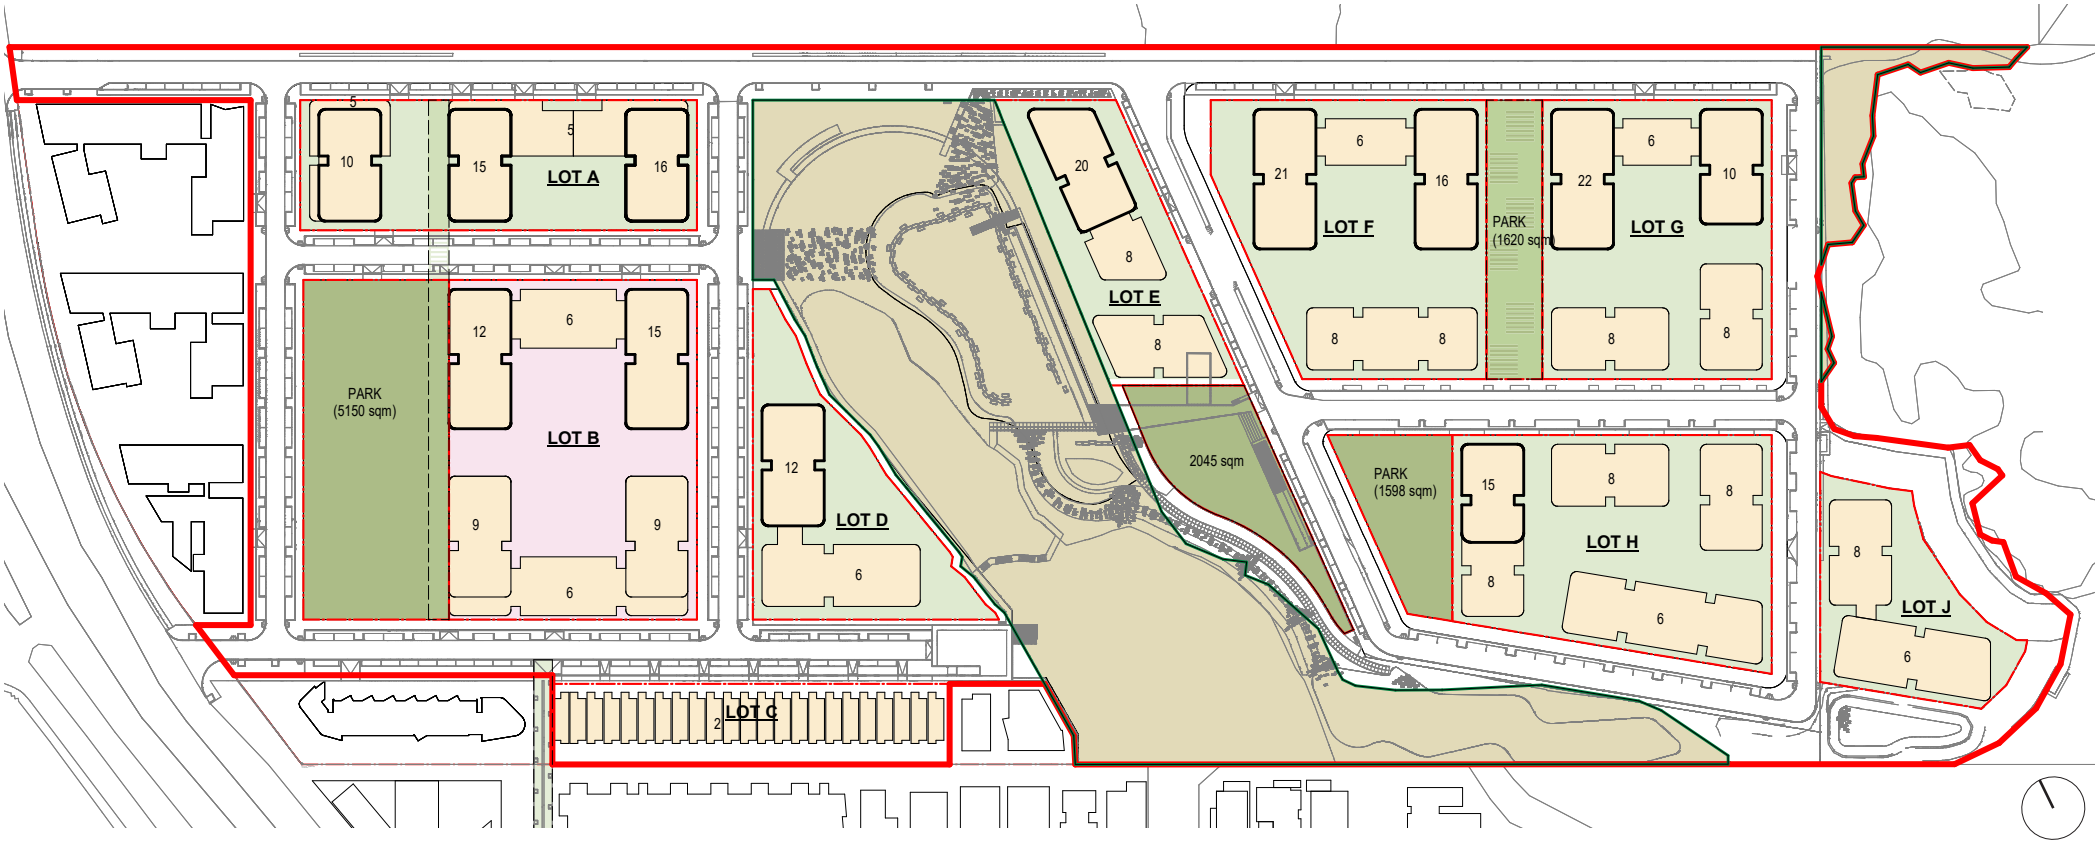 5
10
15
5
16
LOT A
20
8
LOT E
8
21
6
16
LOT F
8
8
PARK
(1620 sqm)
22
6
10
LOT G
8
8
PARK
(5150 sqm)
12
6
15
LOT B
9
9
6
12
LOT D
6
2045 sqm
PARK
(1598 sqm)
15
8
8
8
LOT H
6
8
LOT J
6
LOT C
2